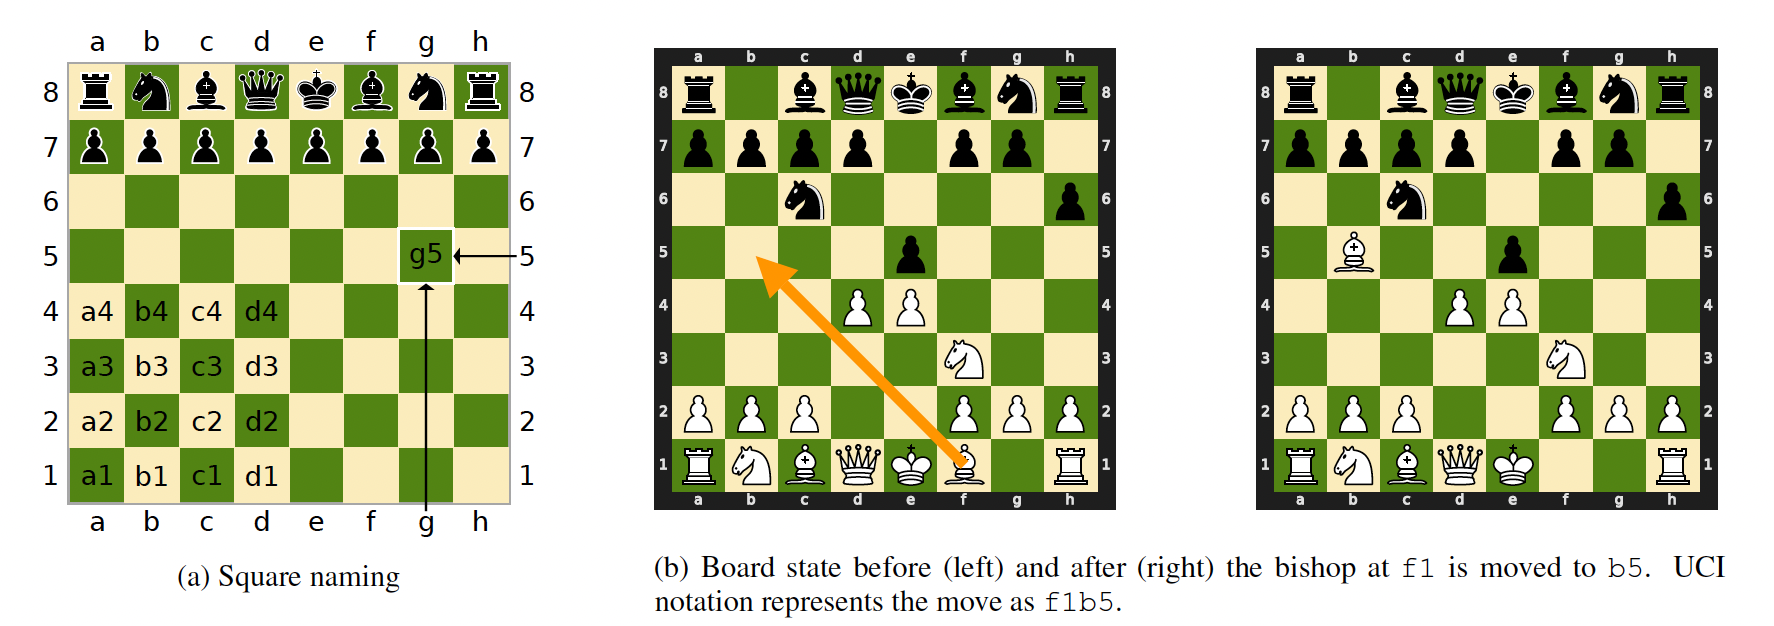 a b c d e f g h
8 8
7 7
6 6
5 g5 5
4 a4 b4 c4 d4 4
3 a3 b3 c3 d3 3
2 a2 b2 c2 d2 2
1 a1 b1 c1 d1 1
a b c d e f g h
(a) Square naming
a b c d e f g h
8 8
7 7
6 6
5 5
4 4
3 3
2 2
1 1
a b c d e f g h
a b c d e f g h
8 8
7 7
6 6
5 5
4 4
3 3
2 2
1 1
a b c d e f g h
(b) Board state before (left) and after (right) the bishop at f1 is moved to b5. UCI
notation represents the move as f1b5.